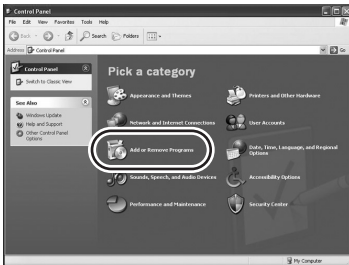 Control Panel
File Edit View Favorites Tools Help
Back Search Folders
Address Control Panel Go
Control Panel
Switch to Classic View
See Also
Windows Update
Help and Support
Other Control Panel Options
Pick a category
Appearance and Themes
Printers and Other Hardware
Network and Internet Connections
User Accounts
Add or Remove Programs
Date, Time, Language, and Regional Options
Sounds, Speech, and Audio Devices
Accessibility Options
Performance and Maintenance
Security Center
My Computer